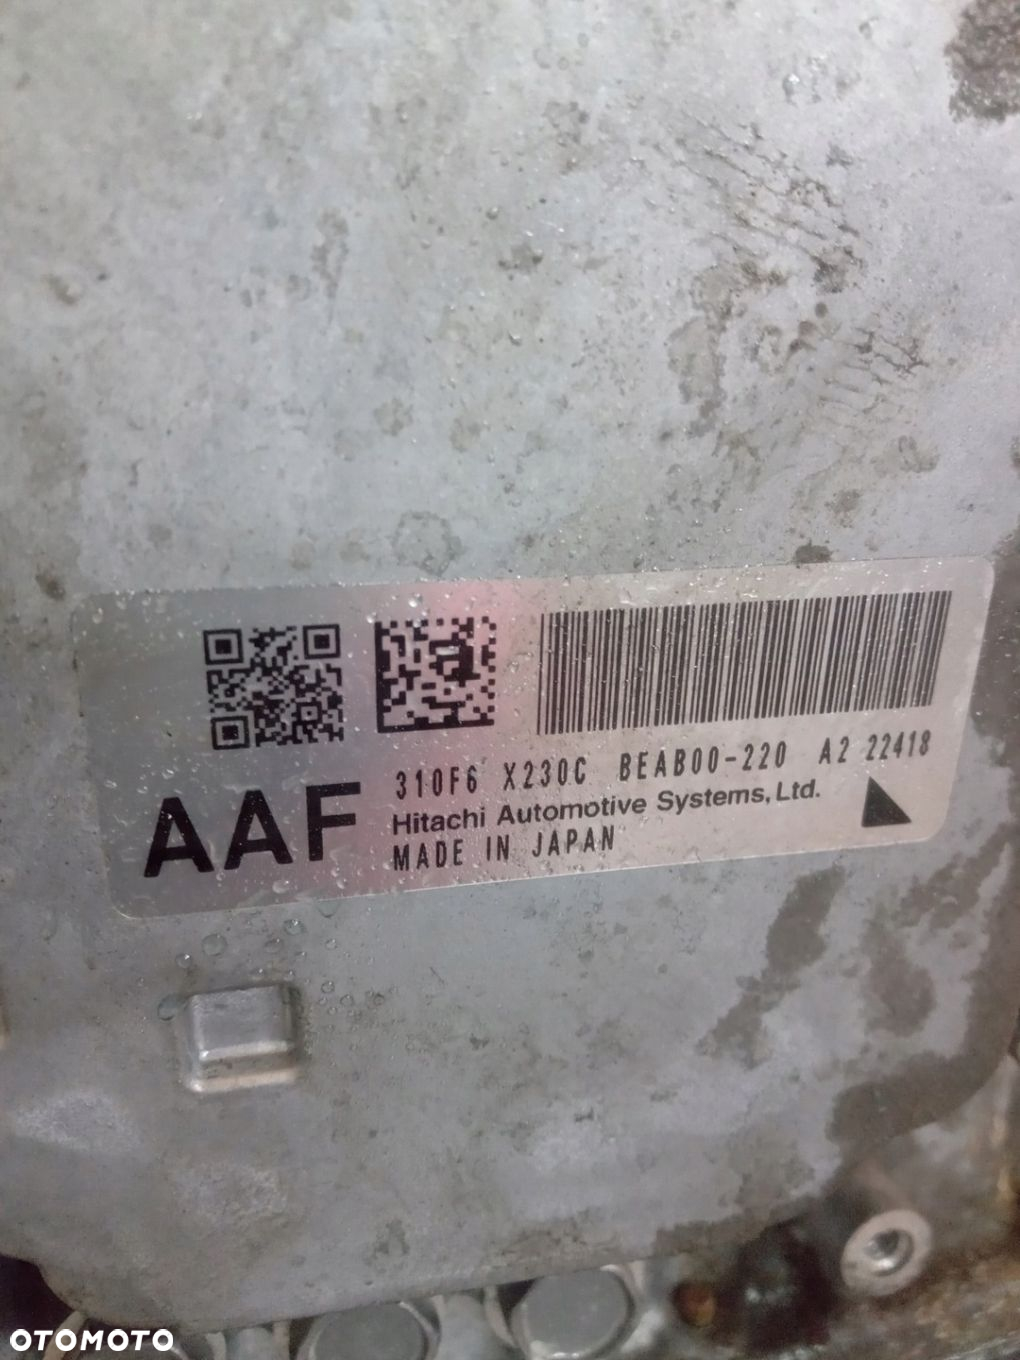 AAF
310F6 X230C BEAB00-220 A2 22418
Hitachi Automotive Systems, Ltd.
MADE IN JAPAN
OTOMOTO